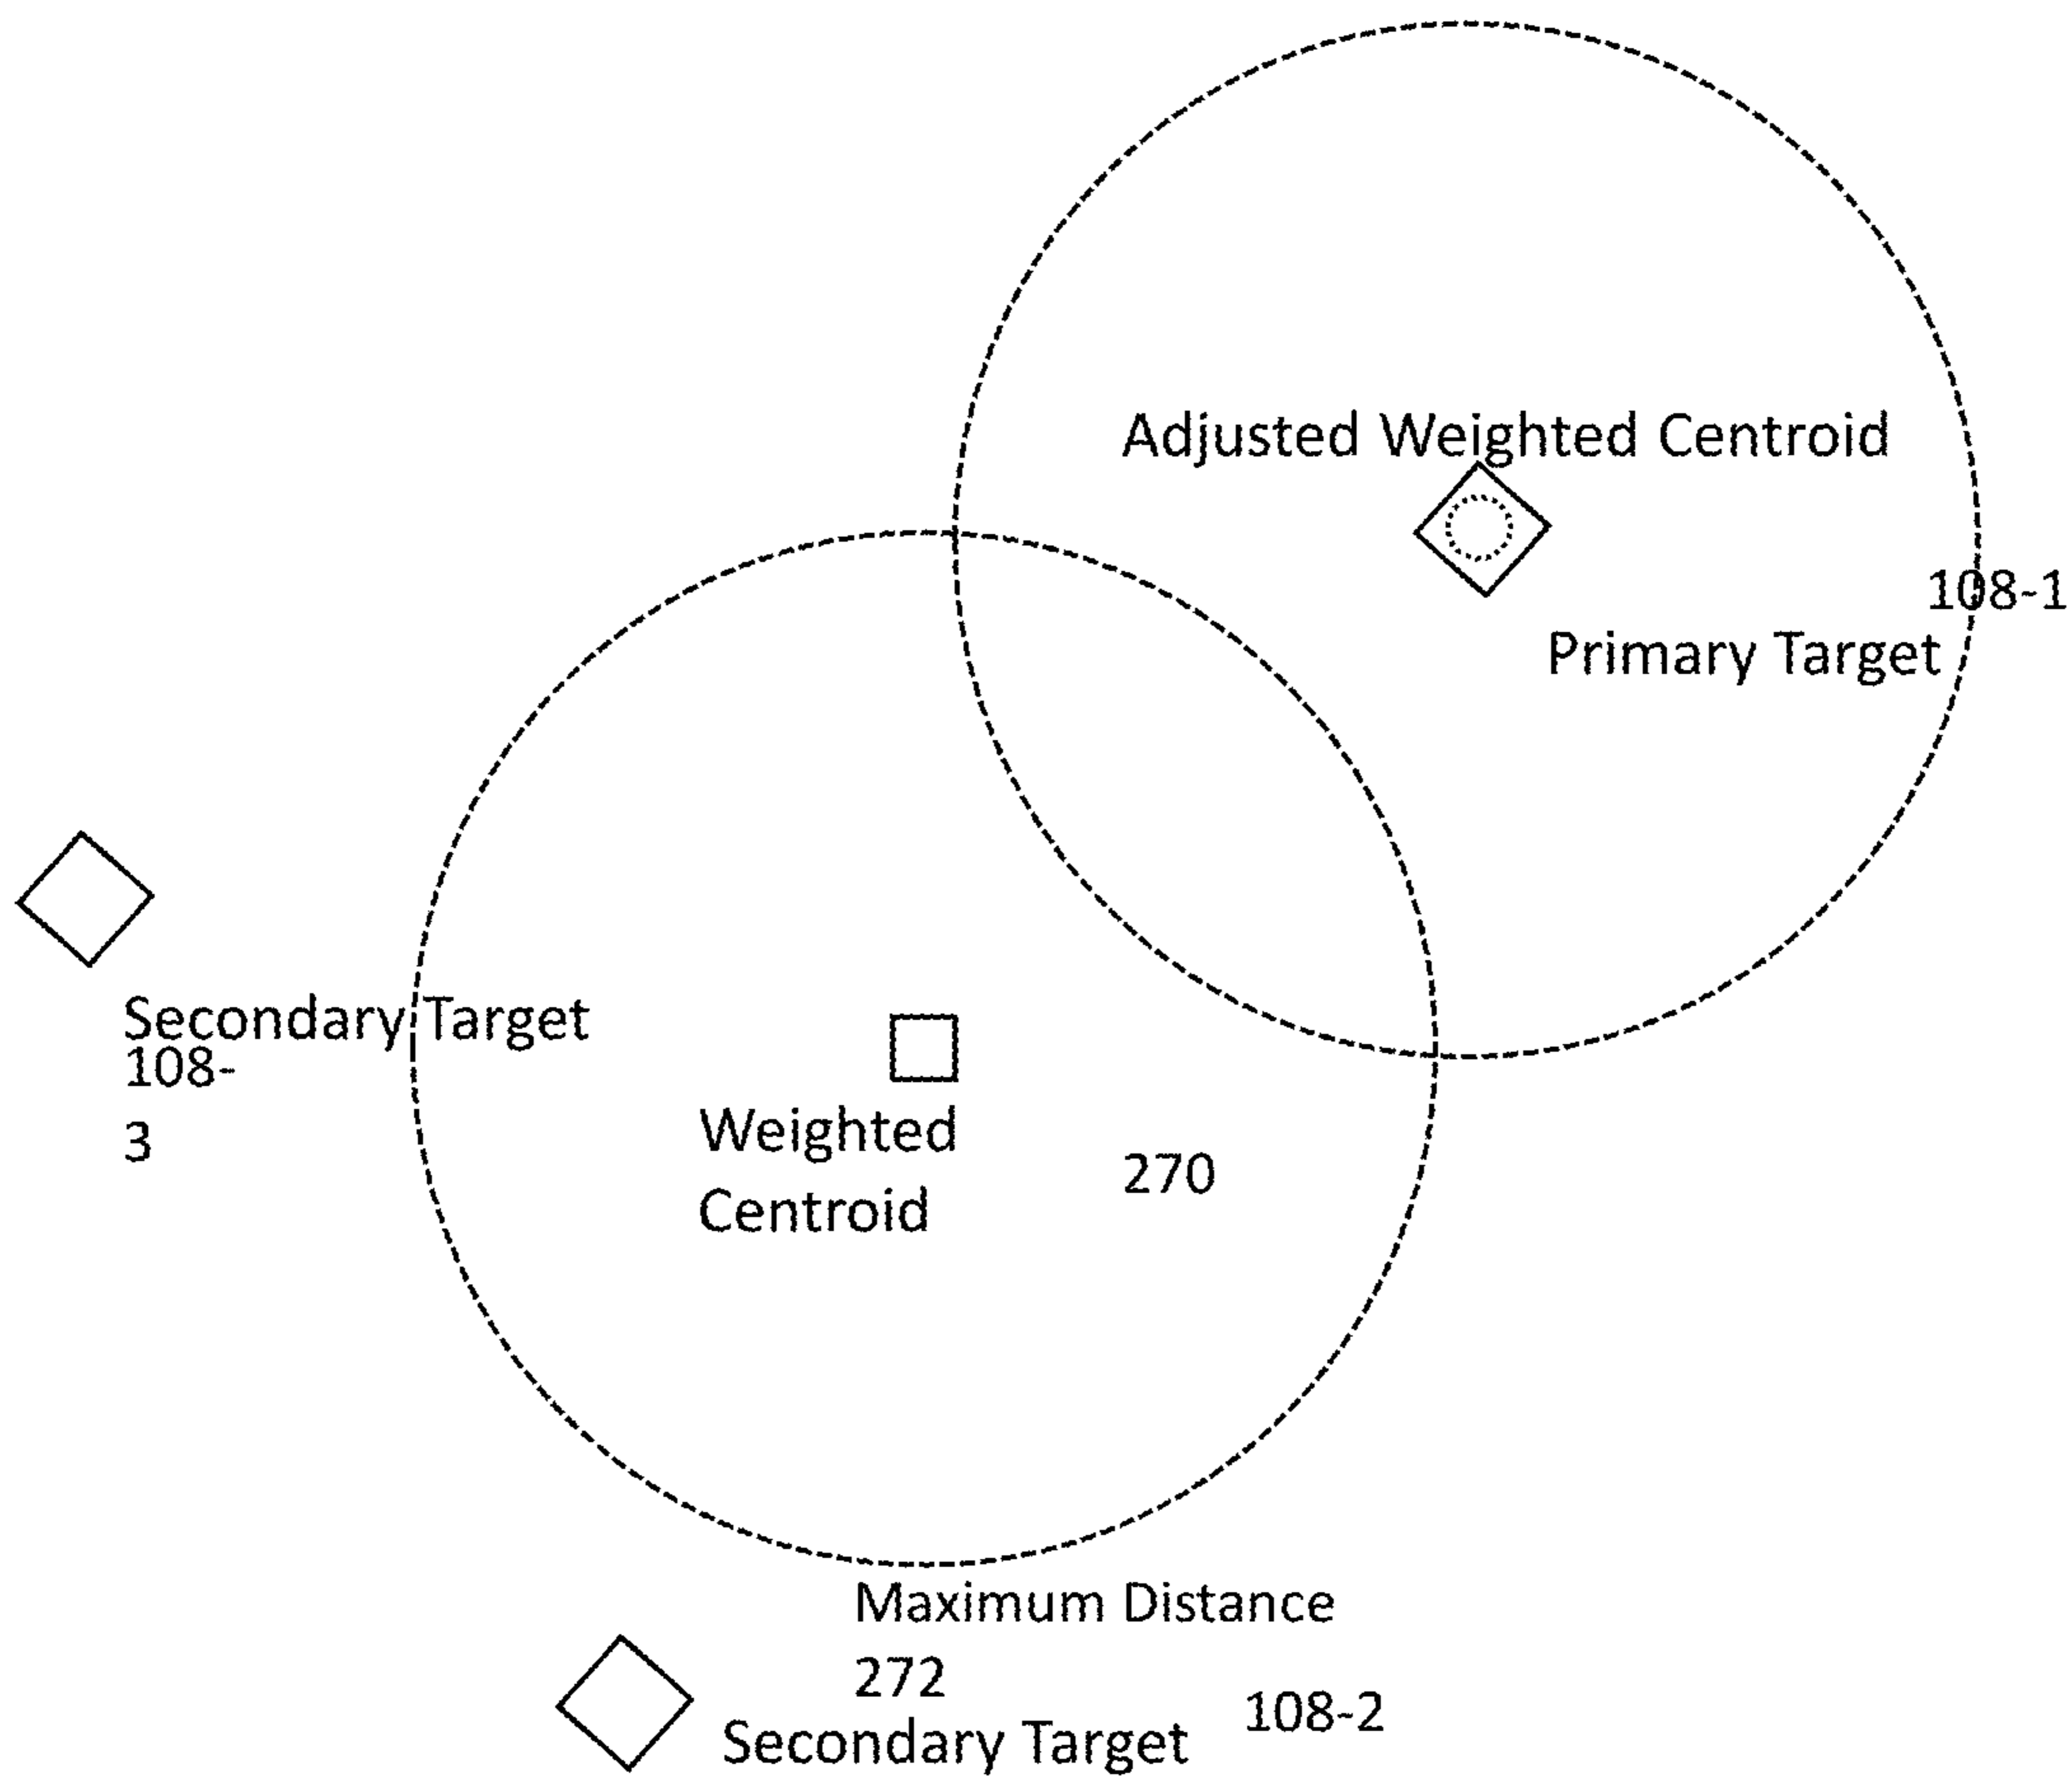 Adjusted Weighted Centroid
108-1
Primary Target
Secondary Target
108-
3
Weighted
Centroid
270
Maximum Distance
272
Secondary Target
108-2